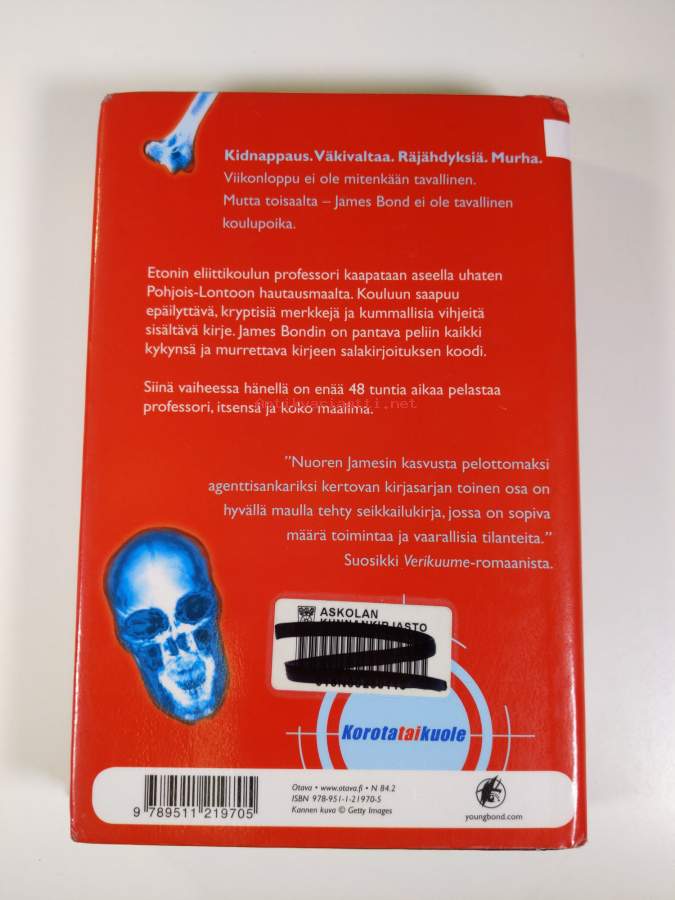 Kidnappaus. Väkivaltaa. Räjähdyksiä. Murha.
Viikonloppu ei ole mitenkään tavallinen.
Mutta toisaalta – James Bond ei ole tavallinen
koulupoika.
Etonin eliittikoulun professori kaapataan aseella uhaten
Pohjois-Lontoon hautausmaalta. Kouluun saapuu
epäilyttävä, kryptisiä merkkejä ja kummallisia vihjeitä
sisältävä kirje. James Bondin on pantava peliin kaikki
kykynsä ja murrettava kirjeen salakirjoituksen koodi.
Siinä vaiheessa hänellä on enää 48 tuntia aikaa pelastaa
professori, itsensä ja koko maailma.
Antikvariaatti.net
”Nuoren Jamesin kasvusta pelottomaksi
agenttisankariksi kertovan kirjasarjan toinen osa on
hyvällä maulla tehty seikkailukirja, jossa on sopiva
määrä toimintaa ja vaarallisia tilanteita.”
Suosikki Verikuume-romaanista.
ASKOLAN
KUNNANKIRJASTO
Korotataikuole
Otava • www.otava.fi • N 84.2
ISBN 978-951-1-21970-5
Kannen kuva © Getty Images
9 789511 219705
youngbond.com